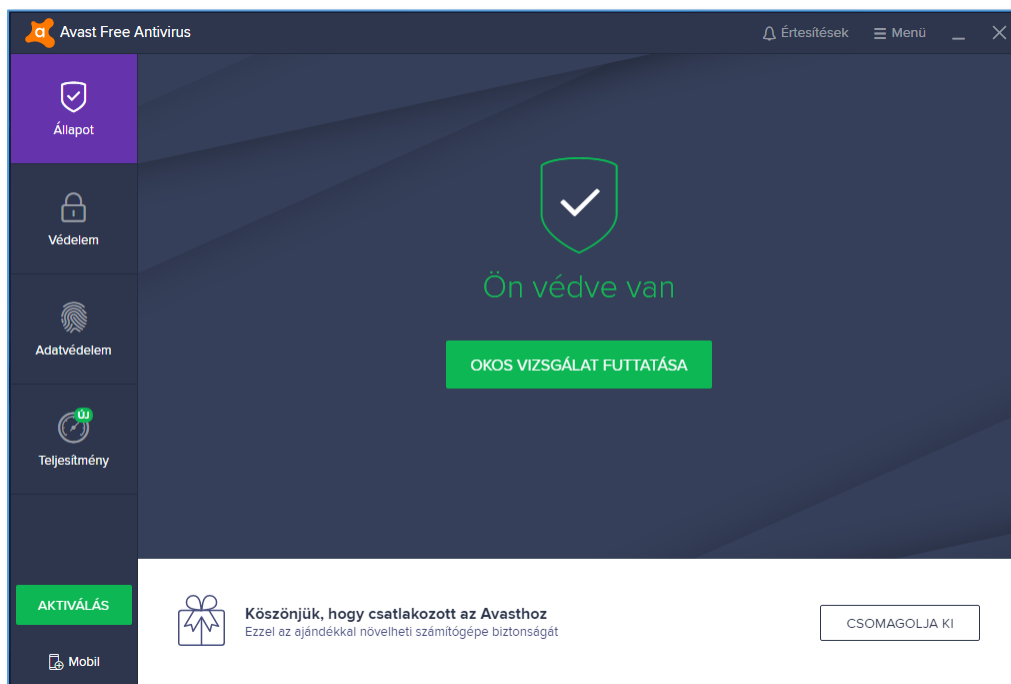 Avast Free Antivirus
Értesítések
Menü
Állapot
Védelem
Adatvédelem
ÚJ
Teljesítmény
Ön védve van
OKOS VIZSGÁLAT FUTTATÁSA
AKTIVÁLÁS
Mobil
Köszönjük, hogy csatlakozott az Avasthoz
Ezzel az ajándékkal növelheti számítógépe biztonságát
CSOMAGOLJA KI